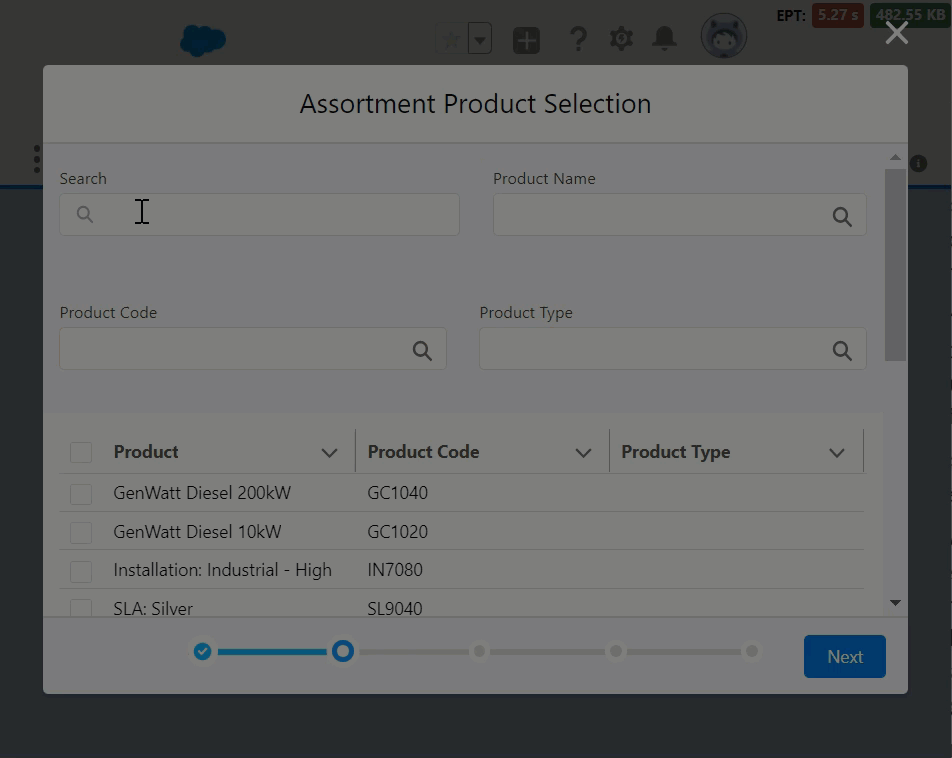 EPT: 5.27 s 482.55 KB
Assortment Product Selection
Search Product Name
Product Code Product Type
Product Product Code Product Type
GenWatt Diesel 200kW GC1040
GenWatt Diesel 10kW GC1020
Installation: Industrial - High IN7080
SLA: Silver SL9040
Next